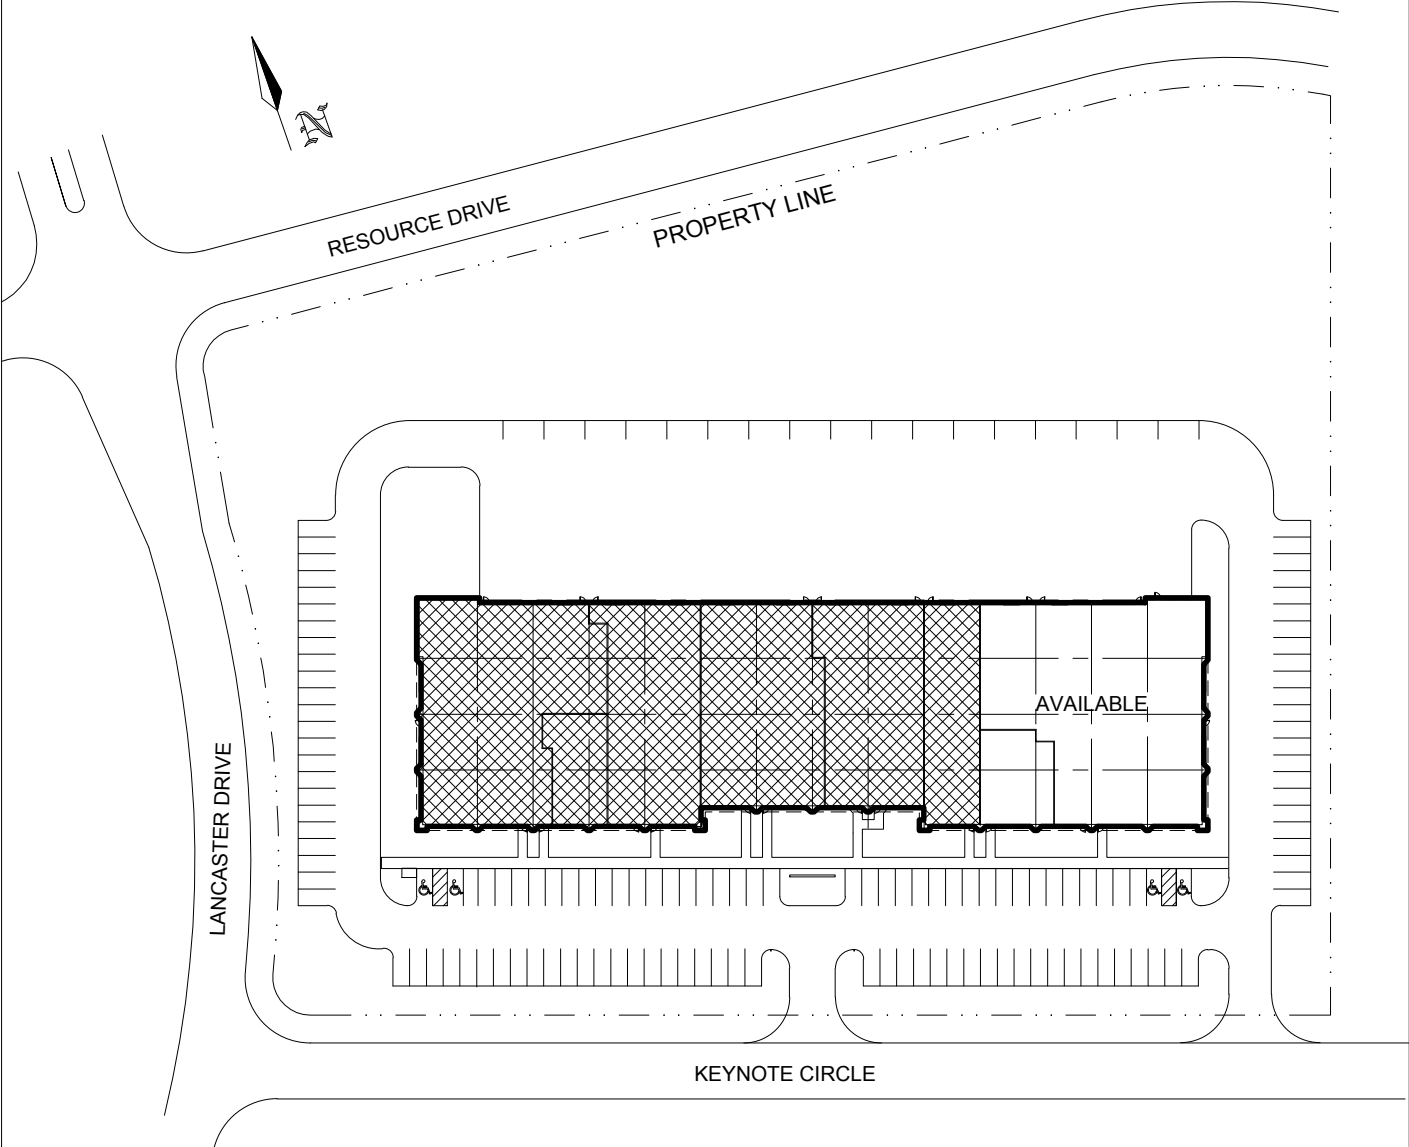 N
RESOURCE DRIVE
PROPERTY LINE
AVAILABLE
LANCASTER DRIVE
KEYNOTE CIRCLE